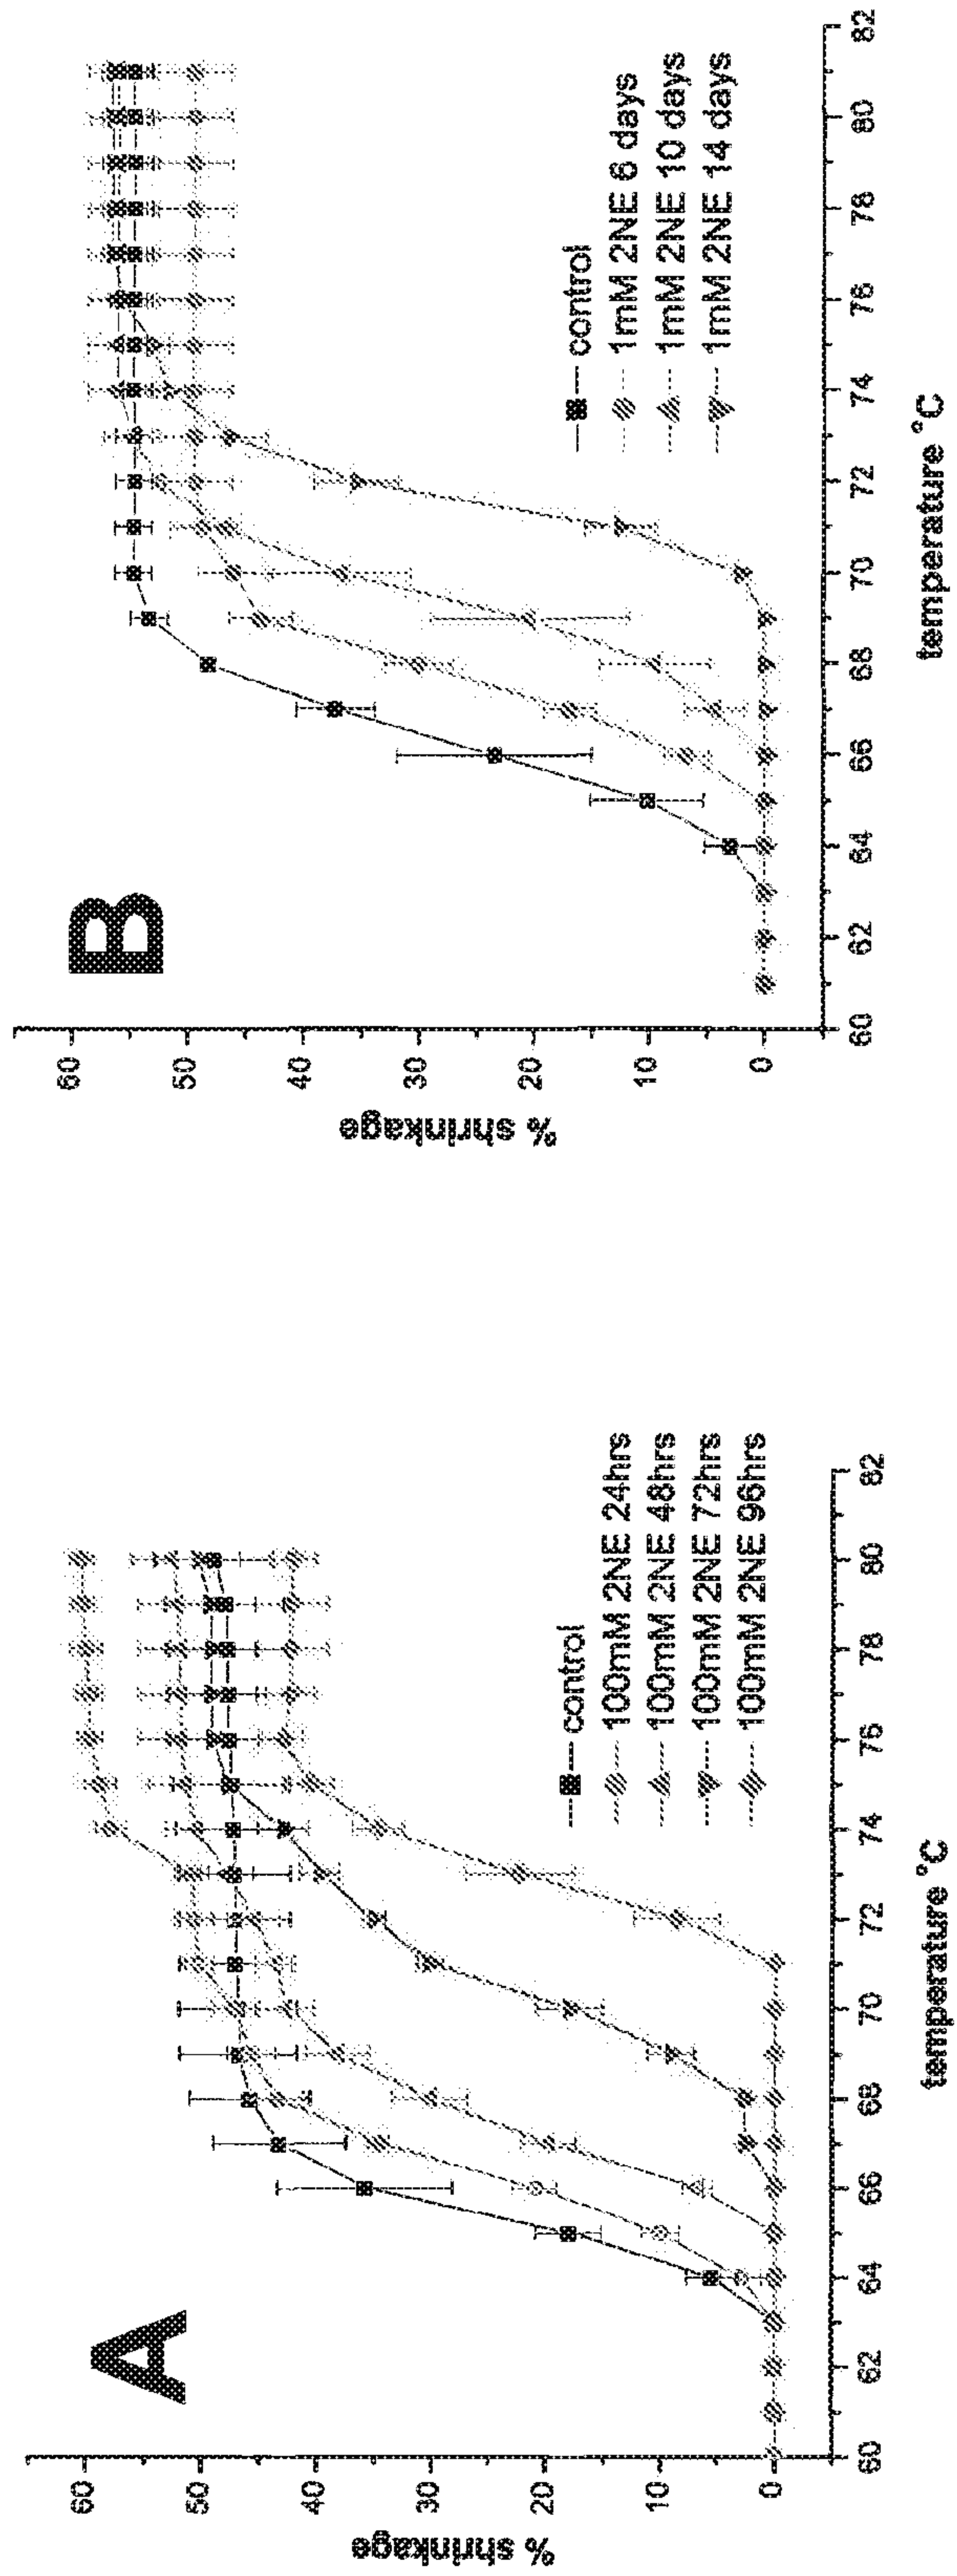 A
% shrinkage
60
50
40
30
20
10
0
60 62 64 66 68 70 72 74 76 78 80 82
temperature °C
control
100mM 2NE 24hrs
100mM 2NE 48hrs
100mM 2NE 72hrs
100mM 2NE 96hrs
B
% shrinkage
60
50
40
30
20
10
0
60 62 64 66 68 70 72 74 76 78 80 82
temperature °C
control
1mM 2NE 6 days
1mM 2NE 10 days
1mM 2NE 14 days